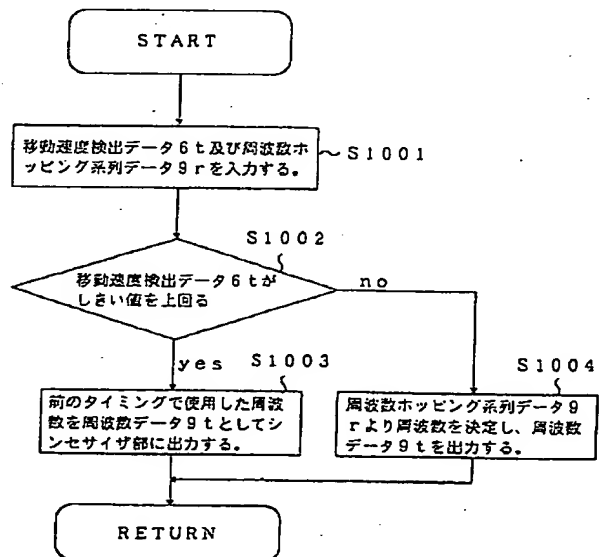 START
移動速度検出データ6t及び周波数ホ
ッピング系列データ9rを入力する。
S1001
S1002
移動速度検出データ6tが
しきい値を上回る
no
yes
S1003
S1004
前のタイミングで使用した周波
数を周波数データ9tとしてシ
ンセサイザ部に出力する。
周波数ホッピング系列データ9
rより周波数を決定し、周波数
データ9tを出力する。
RETURN